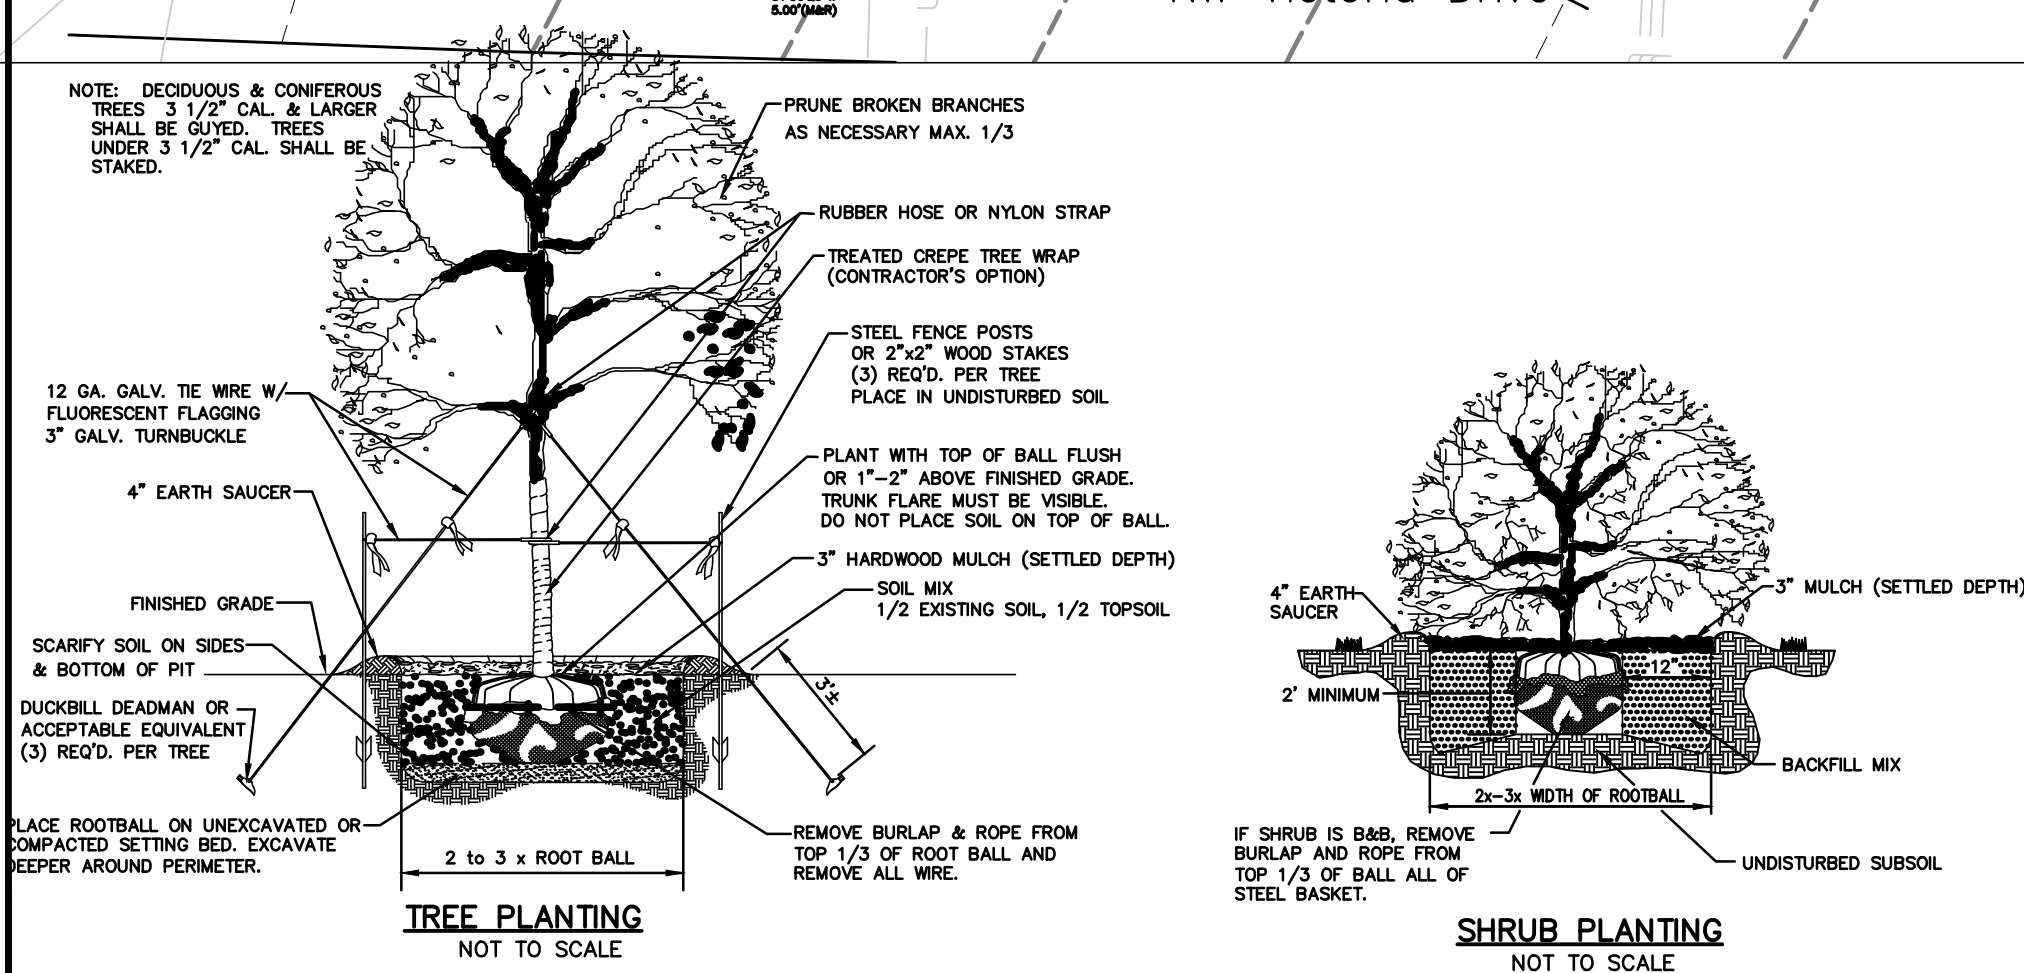 5.00'(M&R)
NOTE: DECIDUOUS & CONIFEROUS
TREES 3 1/2" CAL. & LARGER
SHALL BE GUYED. TREES
UNDER 3 1/2" CAL. SHALL BE
STAKED.
PRUNE BROKEN BRANCHES
AS NECESSARY MAX. 1/3
RUBBER HOSE OR NYLON STRAP
TREATED CREPE TREE WRAP
(CONTRACTOR'S OPTION)
STEEL FENCE POSTS
OR 2"x2" WOOD STAKES
(3) REQ'D. PER TREE
PLACE IN UNDISTURBED SOIL
12 GA. GALV. TIE WIRE W/
FLUORESCENT FLAGGING
3" GALV. TURNBUCKLE
4" EARTH SAUCER
PLANT WITH TOP OF BALL FLUSH
OR 1"-2" ABOVE FINISHED GRADE.
TRUNK FLARE MUST BE VISIBLE.
DO NOT PLACE SOIL ON TOP OF BALL.
3" HARDWOOD MULCH (SETTLED DEPTH)
SOIL MIX
1/2 EXISTING SOIL, 1/2 TOPSOIL
FINISHED GRADE
SCARIFY SOIL ON SIDES
& BOTTOM OF PIT
3'±
DUCKBILL DEADMAN OR
ACCEPTABLE EQUIVALENT
(3) REQ'D. PER TREE
PLACE ROOTBALL ON UNEXCAVATED OR
COMPACTED SETTING BED. EXCAVATE
DEEPER AROUND PERIMETER.
2 to 3 x ROOT BALL
REMOVE BURLAP & ROPE FROM
TOP 1/3 OF ROOT BALL AND
REMOVE ALL WIRE.
TREE PLANTING
NOT TO SCALE
4" EARTH
SAUCER
3" MULCH (SETTLED DEPTH)
12"
2' MINIMUM
BACKFILL MIX
2x-3x WIDTH OF ROOTBALL
IF SHRUB IS B&B, REMOVE
BURLAP AND ROPE FROM
TOP 1/3 OF BALL ALL OF
STEEL BASKET.
UNDISTURBED SUBSOIL
SHRUB PLANTING
NOT TO SCALE